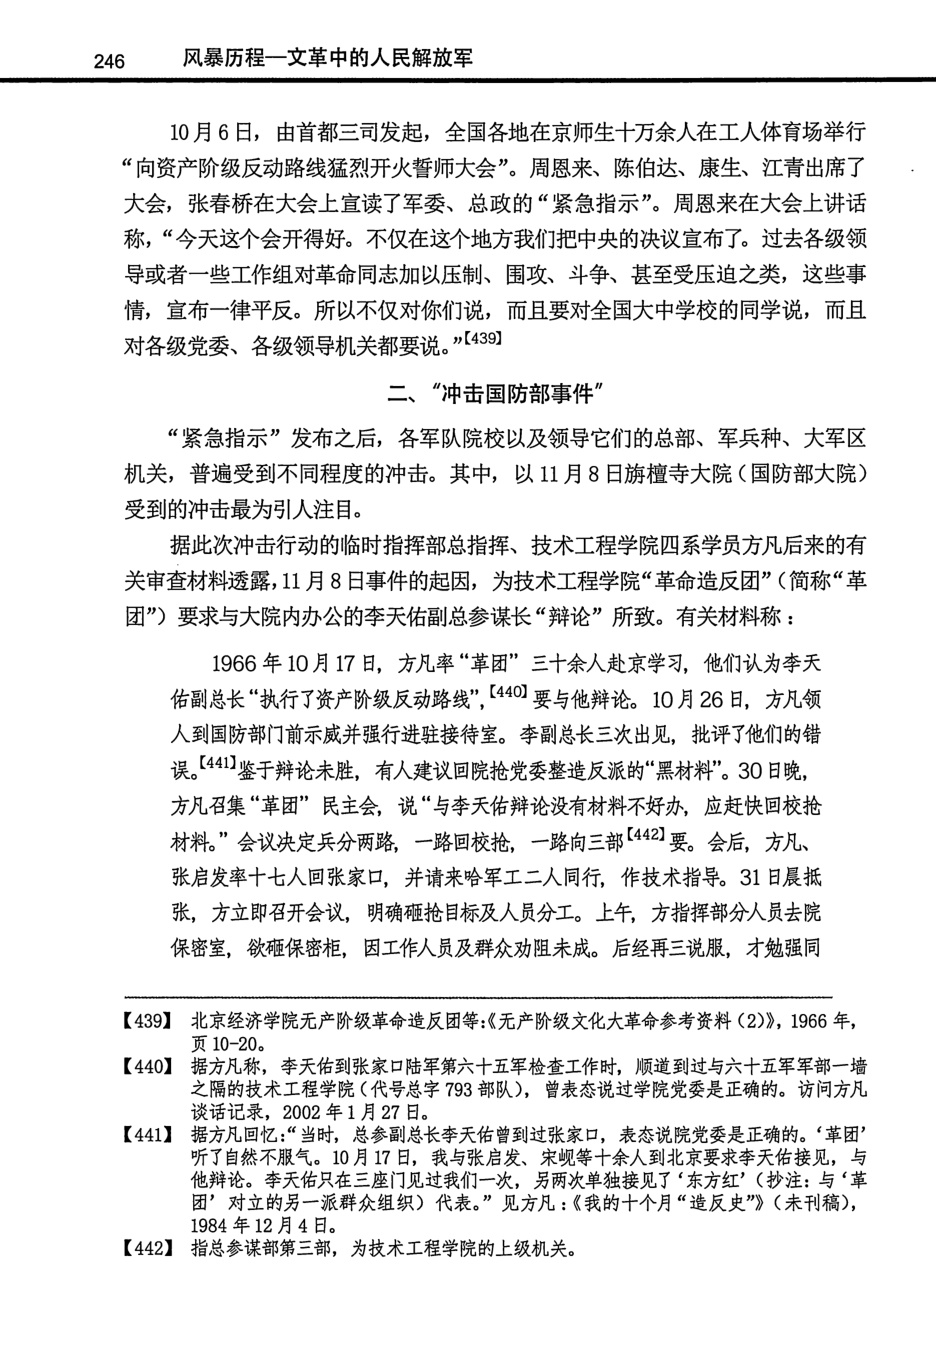 246 风暴历程—文革中的人民解放军
10月6日，由首都三司发起，全国各地在京师生十万余人在工人体育场举行
“向资产阶级反动路线猛烈开火誓师大会”。周恩来、陈伯达、康生、江青出席了
大会，张春桥在大会上宣读了军委、总政的“紧急指示”。周恩来在大会上讲话
称，“今天这个会开得好。不仅在这个地方我们把中央的决议宣布了。过去各级领
导或者一些工作组对革命同志加以压制、围攻、斗争、甚至受压迫之类，这些事
情，宣布一律平反。所以不仅对你们说，而且要对全国大中学校的同学说，而且
对各级党委、各级领导机关都要说。”【439】
二、“冲击国防部事件”
“紧急指示”发布之后，各军队院校以及领导它们的总部、军兵种、大军区
机关，普遍受到不同程度的冲击。其中，以11月8日旃檀寺大院（国防部大院）
受到的冲击最为引人注目。
据此次冲击行动的临时指挥部总指挥、技术工程学院四系学员方凡后来的有
关审查材料透露，11月8日事件的起因，为技术工程学院“革命造反团”（简称“革
团”）要求与大院内办公的李天佑副总参谋长“辩论”所致。有关材料称：
1966年10月17日，方凡率“革团”三十余人赴京学习，他们认为李天
佑副总长“执行了资产阶级反动路线”，【440】要与他辩论。10月26日，方凡领
人到国防部门前示威并强行进驻接待室。李副总长三次出见，批评了他们的错
误。【441】鉴于辩论未胜，有人建议回院抢党委整造反派的“黑材料”。30日晚，
方凡召集“革团”民主会，说“与李天佑辩论没有材料不好办，应赶快回校抢
材料。”会议决定兵分两路，一路回校抢，一路向三部【442】要。会后，方凡、
张启发率十七人回张家口，并请来哈军工二人同行，作技术指导。31日晨抵
张，方立即召开会议，明确砸抢目标及人员分工。上午，方指挥部分人员去院
保密室，欲砸保密柜，因工作人员及群众劝阻未成。后经再三说服，才勉强同
【439】 北京经济学院无产阶级革命造反团等：《无产阶级文化大革命参考资料（2）》，1966年，
页10-20。
【440】 据方凡称，李天佑到张家口陆军第六十五军检查工作时，顺道到过与六十五军军部一墙
之隔的技术工程学院（代号总字793部队），曾表态说过学院党委是正确的。访问方凡
谈话记录，2002年1月27日。
【441】 据方凡回忆：“当时，总参副总长李天佑曾到过张家口，表态说院党委是正确的。‘革团’
听了自然不服气。10月17日，我与张启发、宋岘等十余人到北京要求李天佑接见，与
他辩论。李天佑只在三座门见过我们一次，另两次单独接见了‘东方红’（抄注：与‘革
团’对立的另一派群众组织）代表。”见方凡：《我的十个月“造反史”》（未刊稿），
1984年12月4日。
【442】 指总参谋部第三部，为技术工程学院的上级机关。